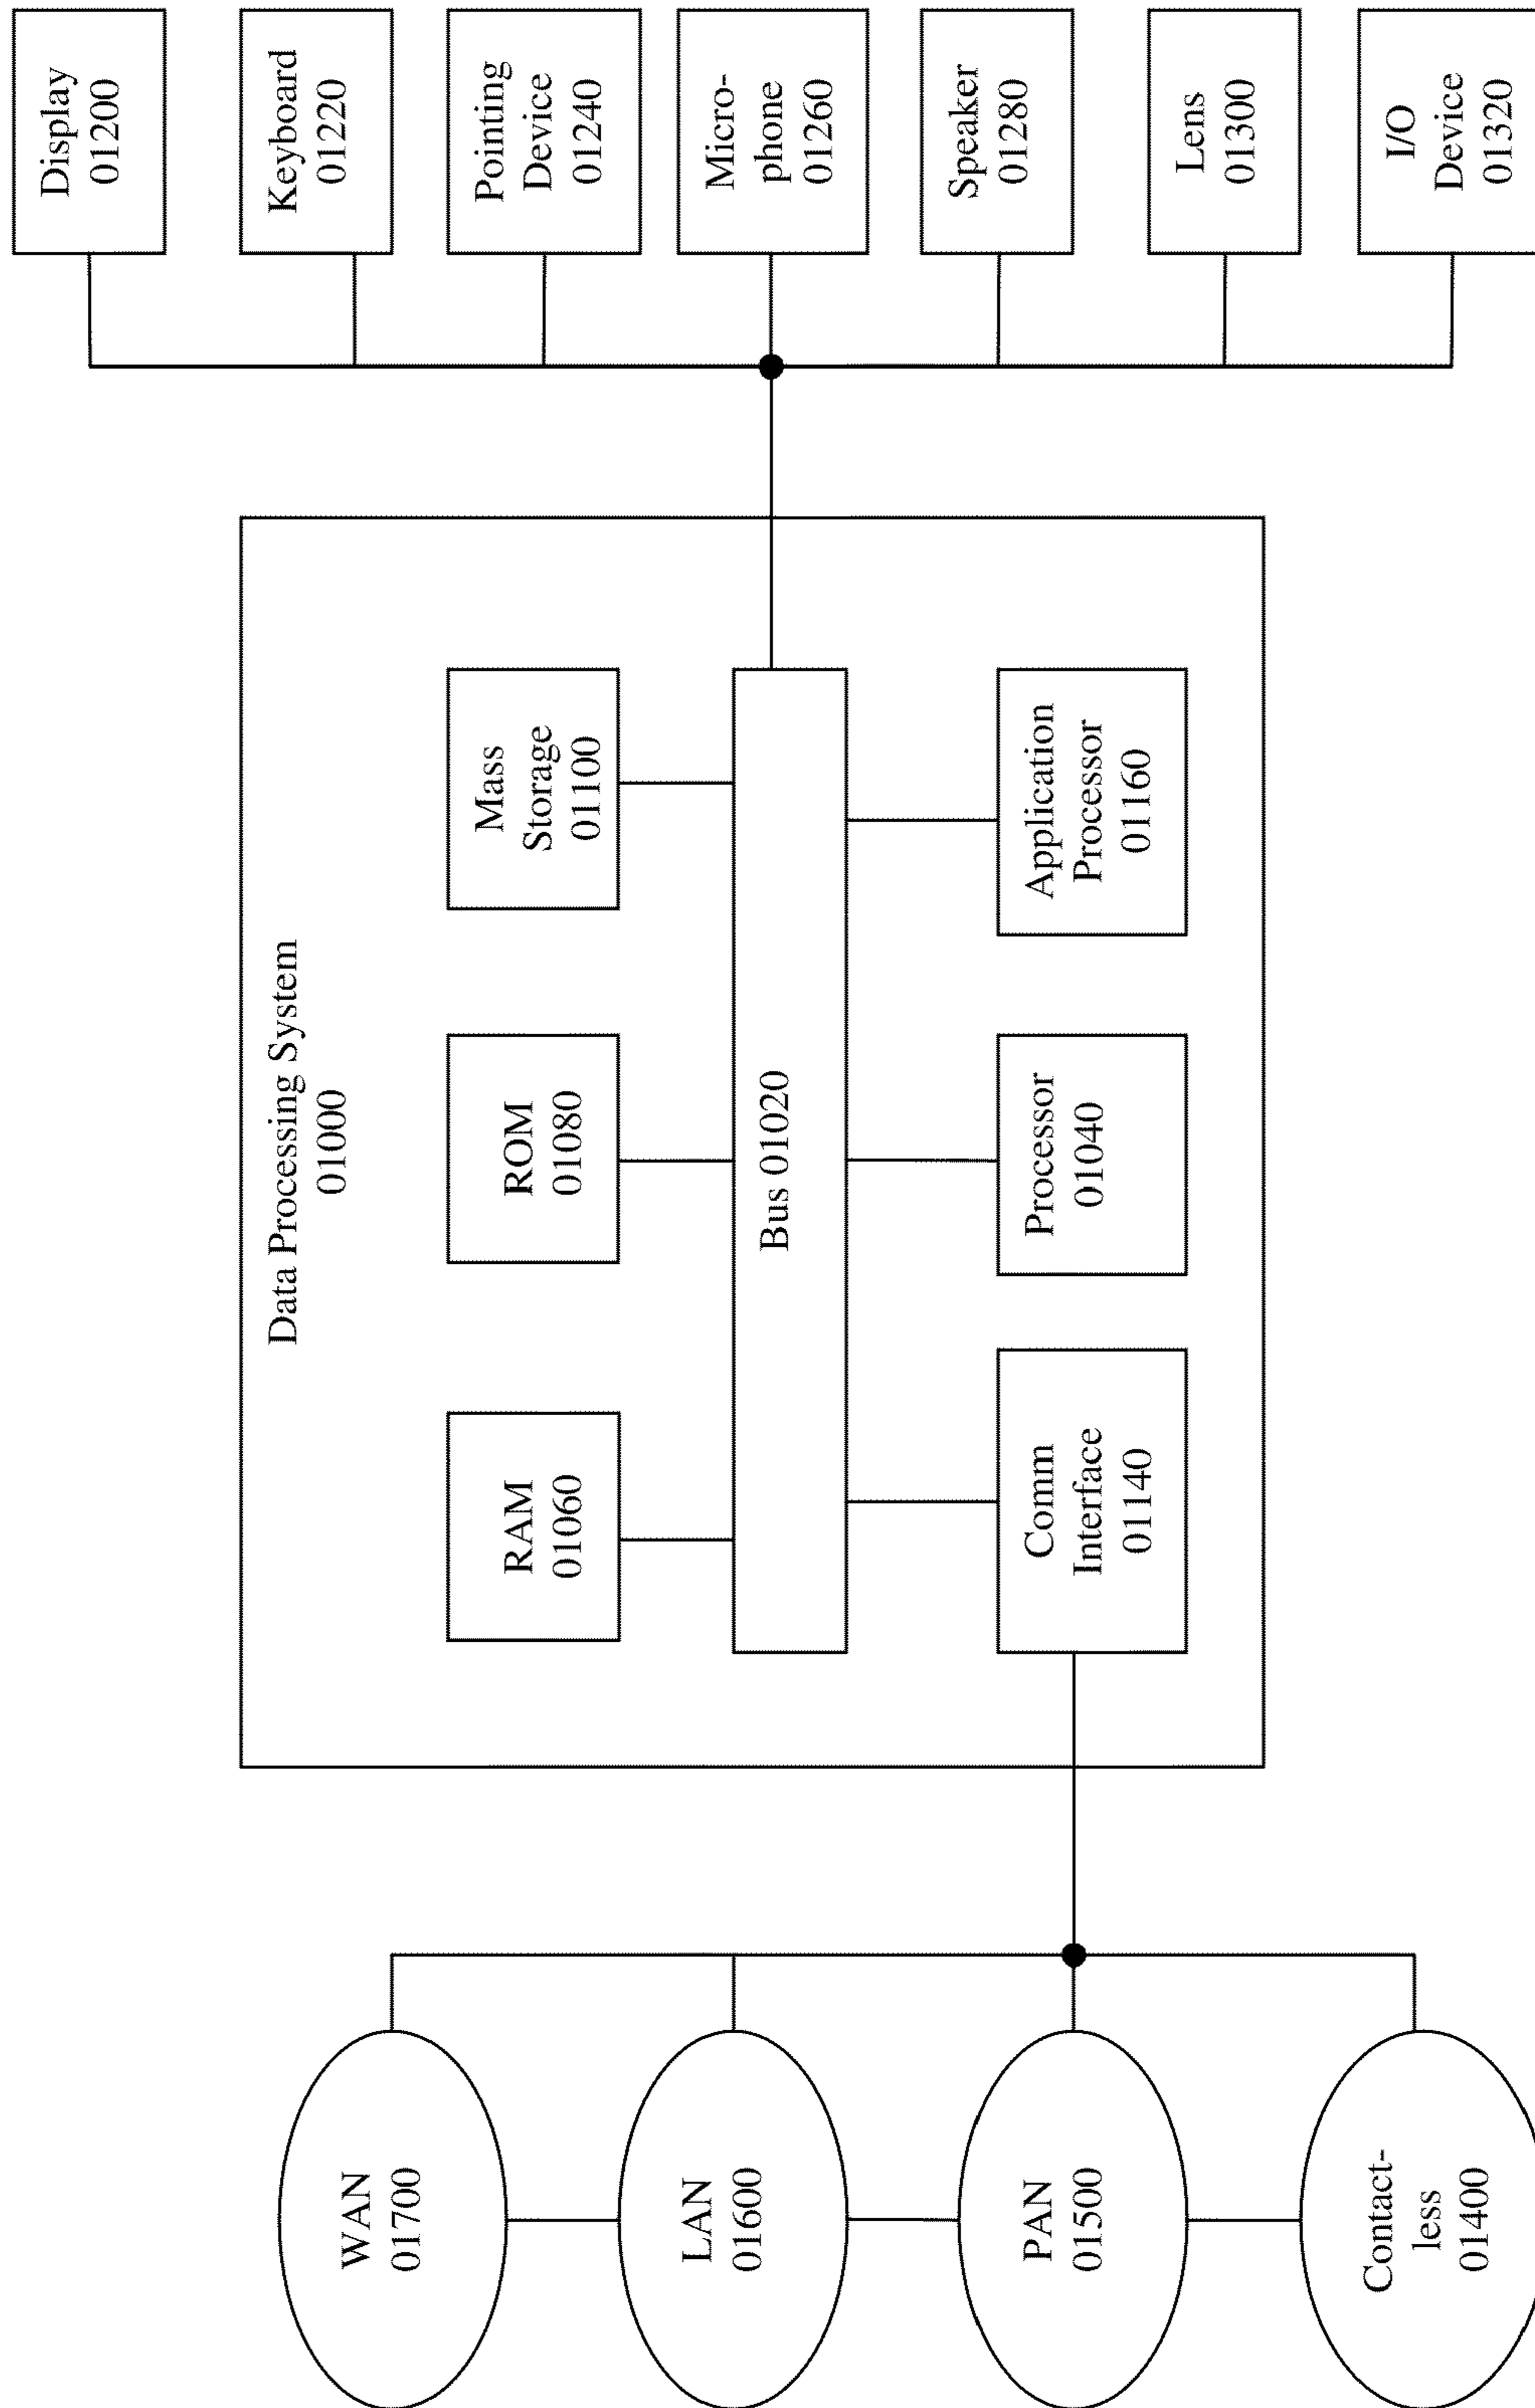 WAN
01700
LAN
01600
PAN
01500
Contact-
less
01400
Data Processing System
01000
RAM
01060
ROM
01080
Mass
Storage
01100
Bus 01020
Comm
Interface
01140
Processor
01040
Application
Processor
01160
Display
01200
Keyboard
01220
Pointing
Device
01240
Micro-
phone
01260
Speaker
01280
Lens
01300
I/O
Device
01320